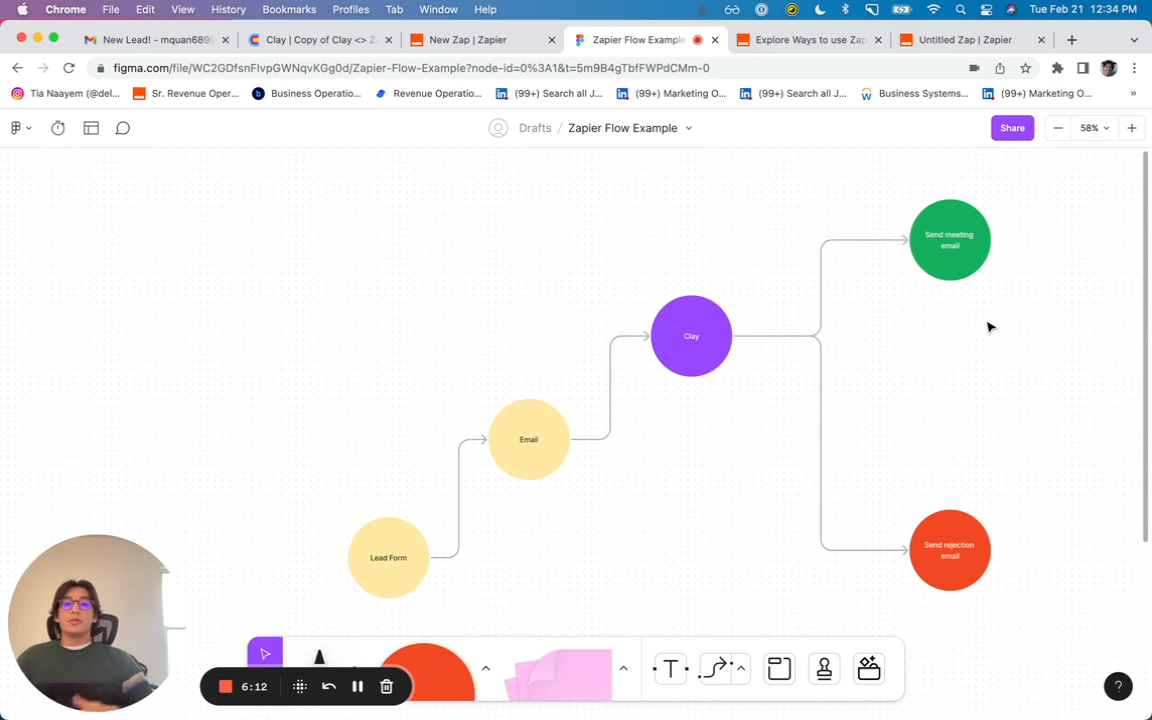 Chrome File Edit View History Bookmarks Profiles Tab Window Help Tue Feb 21 12:34 PM
New Lead! - mquan689 Clay | Copy of Clay <> Z New Zap | Zapier Zapier Flow Example Explore Ways to use Zap Untitled Zap | Zapier
figma.com/file/WC2GDfsnFIvpGWNqvKGg0d/Zapier-Flow-Example?node-id=0%3A1&t=5m9B4gTbfFWPdCMm-0
Tia Naayem (@del... Sr. Revenue Oper... Business Operatio... Revenue Operatio... (99+) Search all J... (99+) Marketing O... (99+) Search all J... Business Systems... (99+) Marketing O... »
Drafts / Zapier Flow Example Share 58%
Send meeting
email
Clay
Email
Lead Form
Send rejection
email
T
6:12
?